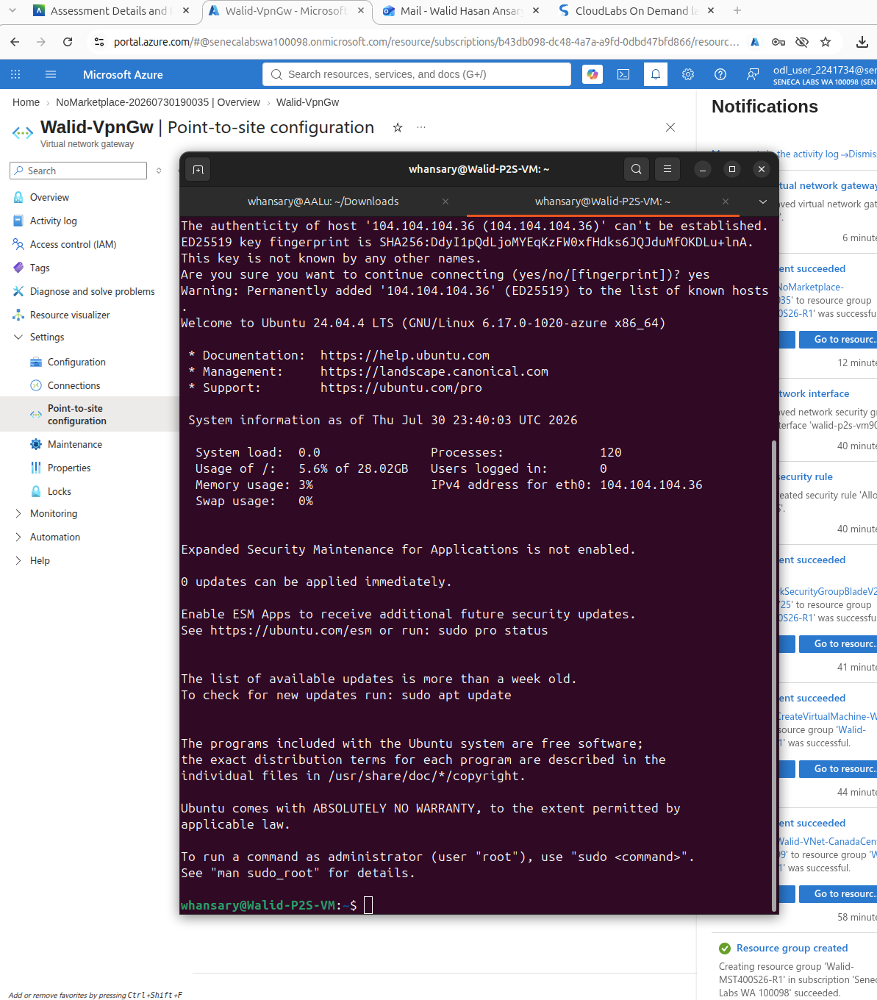 Assessment Details and
Walid-VpnGw - Microsoft
Mail - Walid Hasan Ansary
CloudLabs On Demand la
portal.azure.com/#@senecalabswa100098.onmicrosoft.com/resource/subscriptions/b43db098-dc48-4a7a-a9fd-0dbd47bfd866/resourc...
Microsoft Azure
Search resources, services, and docs (G+/)
odl_user_2241734@sen
SENECA LABS WA 100098 (SEN
Home > NoMarketplace-20260730190035 | Overview > Walid-VpnGw
Walid-VpnGw | Point-to-site configuration
Virtual network gateway
Search
Overview
Activity log
Access control (IAM)
Tags
Diagnose and solve problems
Resource visualizer
Settings
Configuration
Connections
Point-to-site
configuration
Maintenance
Properties
Locks
Monitoring
Automation
Help
Add or remove favorites by pressing Ctrl+Shift+F
whansary@Walid-P2S-VM: ~
whansary@AALu: ~/Downloads
whansary@Walid-P2S-VM: ~
The authenticity of host '104.104.104.36 (104.104.104.36)' can't be established.
ED25519 key fingerprint is SHA256:DdyI1pQdLjoMYEqKzFW0xfHdks6JQJduMfOKDLu+lnA.
This key is not known by any other names.
Are you sure you want to continue connecting (yes/no/[fingerprint])? yes
Warning: Permanently added '104.104.104.36' (ED25519) to the list of known hosts
.
Welcome to Ubuntu 24.04.4 LTS (GNU/Linux 6.17.0-1020-azure x86_64)
* Documentation:  https://help.ubuntu.com
* Management:     https://landscape.canonical.com
* Support:        https://ubuntu.com/pro
System information as of Thu Jul 30 23:40:03 UTC 2026
System load:  0.0               Processes:             120
Usage of /:   5.6% of 28.02GB   Users logged in:       0
Memory usage: 3%                IPv4 address for eth0: 104.104.104.36
Swap usage:   0%
Expanded Security Maintenance for Applications is not enabled.
0 updates can be applied immediately.
Enable ESM Apps to receive additional future security updates.
See https://ubuntu.com/esm or run: sudo pro status
The list of available updates is more than a week old.
To check for new updates run: sudo apt update
The programs included with the Ubuntu system are free software;
the exact distribution terms for each program are described in the
individual files in /usr/share/doc/*/copyright.
Ubuntu comes with ABSOLUTELY NO WARRANTY, to the extent permitted by
applicable law.
To run a command as administrator (user "root"), use "sudo <command>".
See "man sudo_root" for details.
whansary@Walid-P2S-VM:~$
Notifications
the activity log → Dismis
tual network gateway
aved virtual network gat
'.
6 minute
ent succeeded
NoMarketplace-
035' to resource group
0S26-R1' was successfu
Go to resourc...
12 minute
twork interface
aved network security gr
terface 'walid-p2s-vm90
40 minute
security rule
eated security rule 'Allo
5'.
40 minute
ent succeeded
kSecurityGroupBladeV2
725' to resource group
0S26-R1' was successfu
Go to resourc...
41 minute
ent succeeded
CreateVirtualMachine-W
source group 'Walid-
1' was successful.
Go to resourc...
44 minute
ent succeeded
Walid-VNet-CanadaCen
99' to resource group 'W
1' was successful.
Go to resourc...
58 minute
Resource group created
Creating resource group 'Walid-
MST400S26-R1' in subscription 'Senec
Labs WA 100098' succeeded.